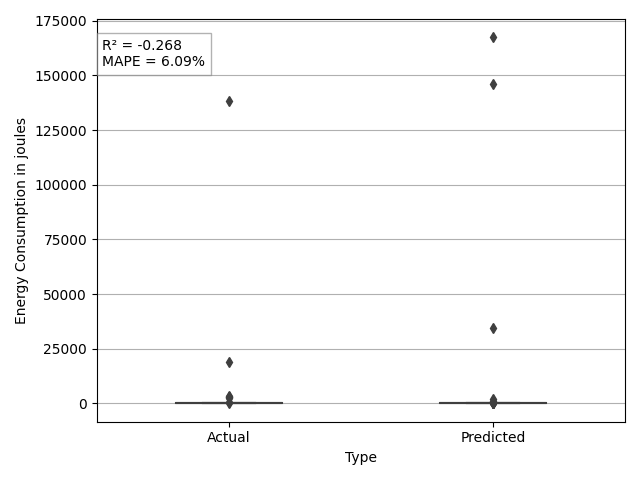 175000
R² = -0.268
MAPE = 6.09%
150000
125000
100000
75000
50000
25000
0
Energy Consumption in joules
Actual
Predicted
Type